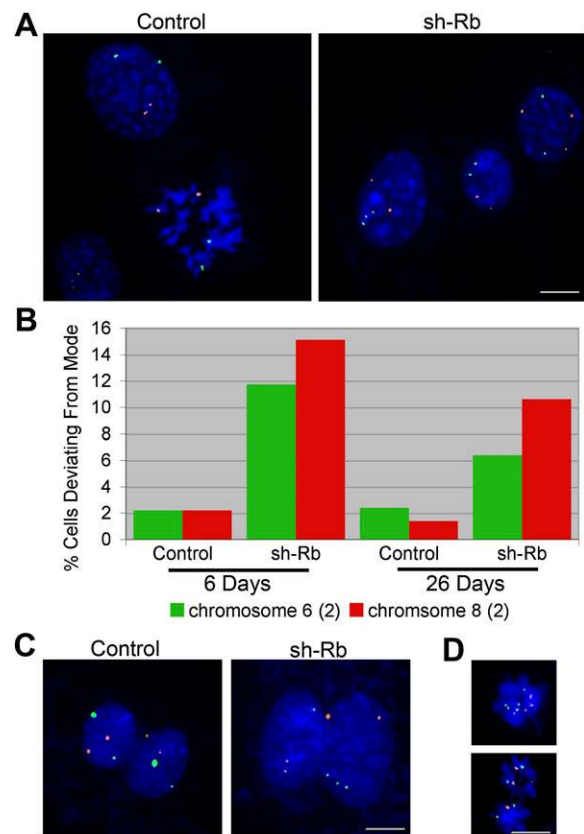 A
Control
sh-Rb
B
% Cells Deviating From Mode
16
14
12
10
8
6
4
2
0
Control
sh-Rb
Control
sh-Rb
6 Days
26 Days
chromosome 6 (2)
chromsome 8 (2)
C
Control
sh-Rb
D